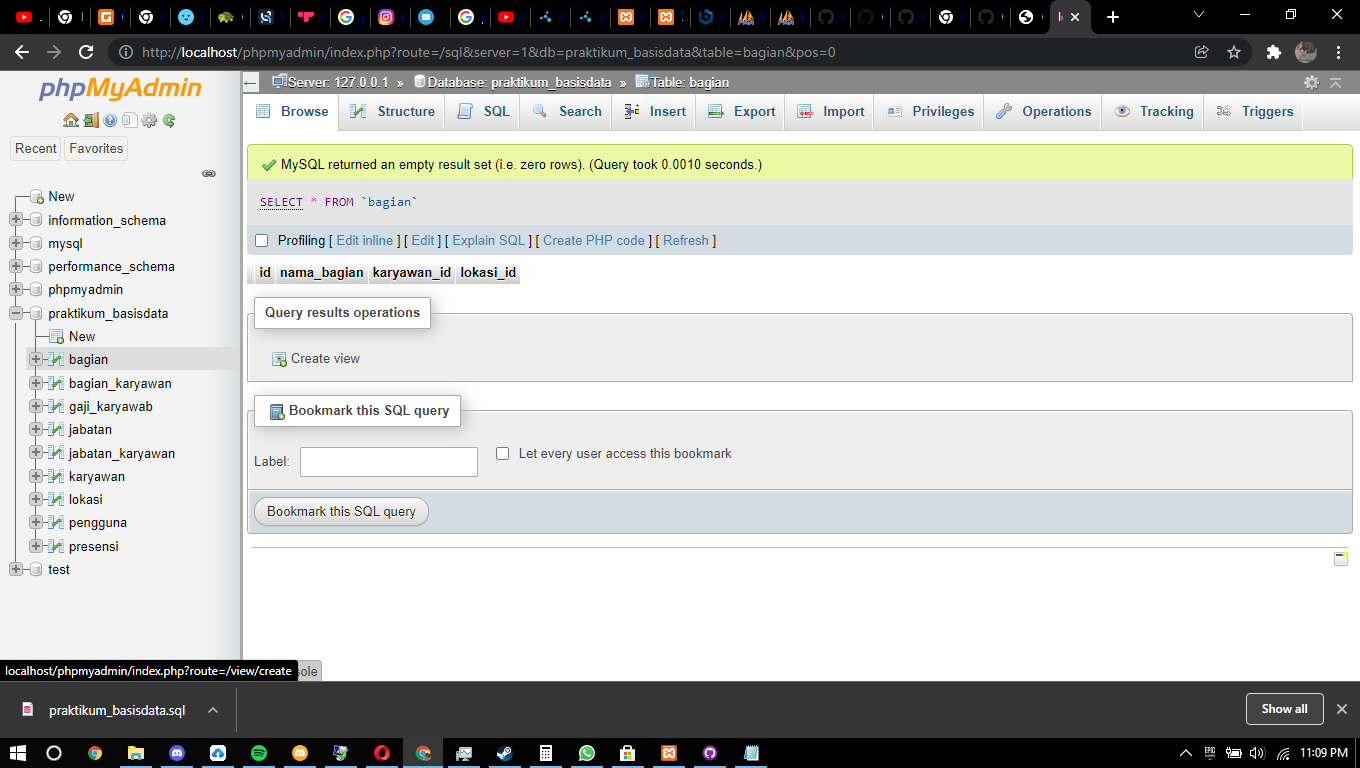 http://localhost/phpmyadmin/index.php?route=/sql&server=1&db=praktikum_basisdata&table=bagian&pos=0
phpMyAdmin
Recent
Favorites
New
information_schema
mysql
performance_schema
phpmyadmin
praktikum_basisdata
New
bagian
bagian_karyawan
gaji_karyawab
jabatan
jabatan_karyawan
karyawan
lokasi
pengguna
presensi
test
Server: 127.0.0.1 » Database: praktikum_basisdata » Table: bagian
Browse Structure SQL Search Insert Export Import Privileges Operations Tracking Triggers
MySQL returned an empty result set (i.e. zero rows). (Query took 0.0010 seconds.)
SELECT * FROM `bagian`
Profiling [ Edit inline ] [ Edit ] [ Explain SQL ] [ Create PHP code ] [ Refresh ]
id nama_bagian karyawan_id lokasi_id
Query results operations
Create view
Bookmark this SQL query
Label:
Let every user access this bookmark
Bookmark this SQL query
localhost/phpmyadmin/index.php?route=/view/create
sole
praktikum_basisdata.sql
Show all
11:09 PM